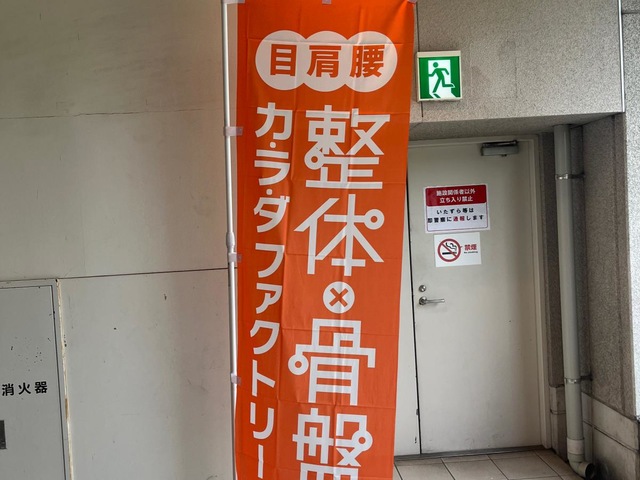 目肩腰
整体×骨盤
カ・ラ・ダ ファクトリー
施設関係者以外
立ち入り禁止
いたずら等は
即警察に通報します
禁煙
消火器